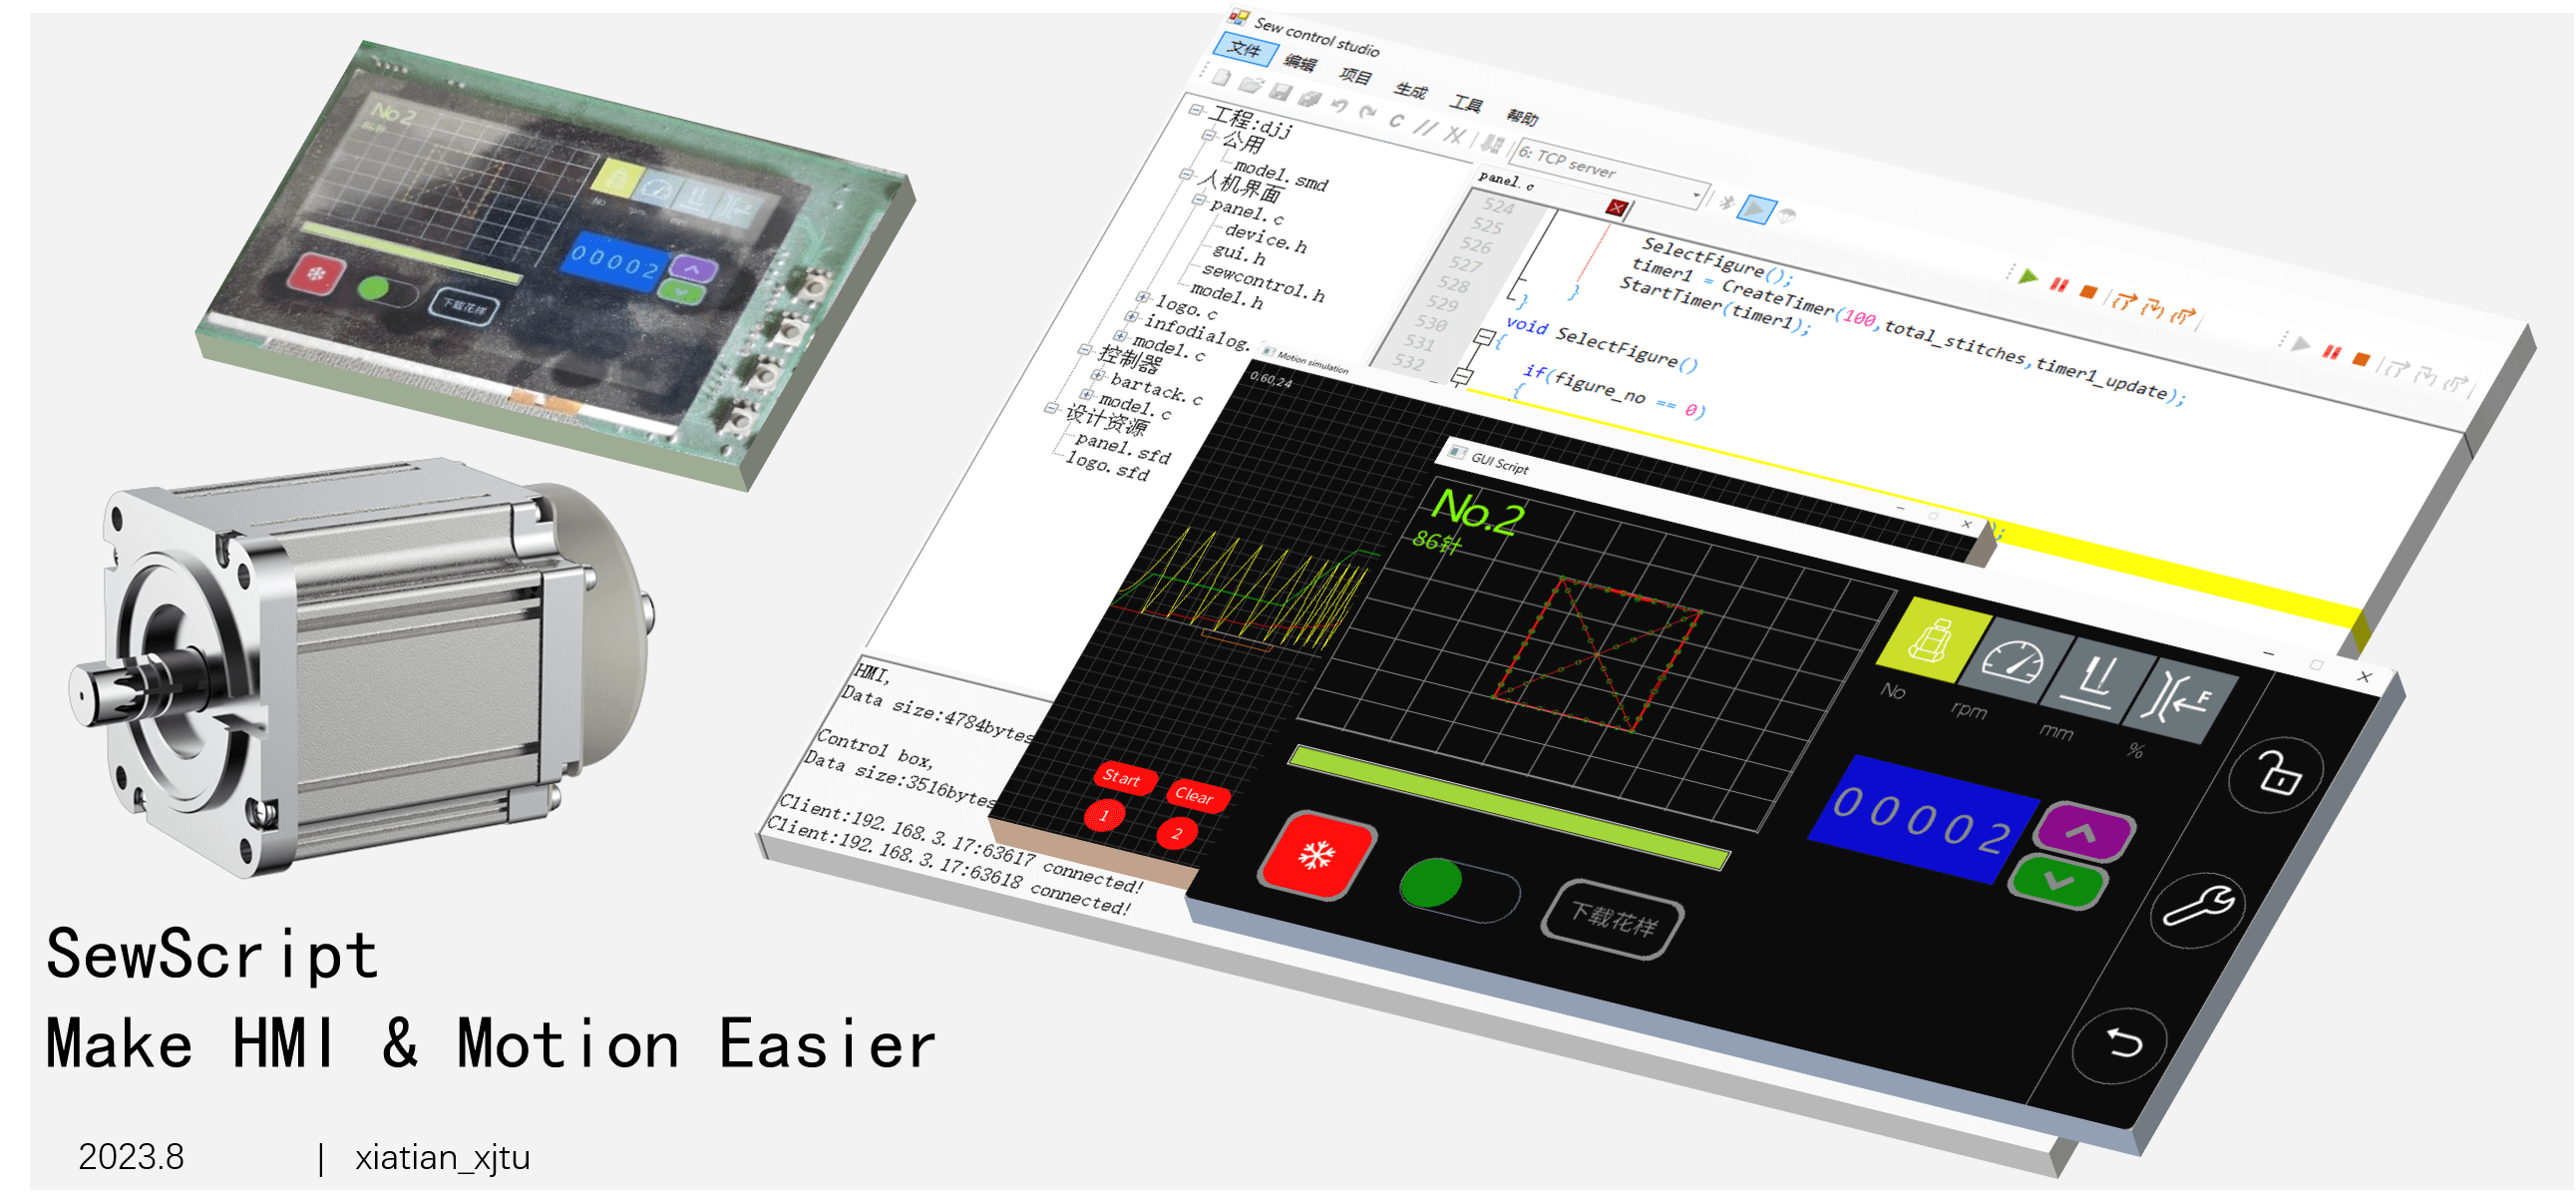 No2
No
rpm
mm
00002
下载花样
SewScript
Make HMI & Motion Easier
2023.8 | xiatian_xjtu
Sew control studio
文件 编辑 项目 生成 工具 帮助
6: TCP server
工程:djj
公用
model.smd
人机界面
panel.c
device.h
gui.h
sewcontrol.h
model.h
logo.c
infodialog.
model.c
控制器
bartack.c
model.c
设计资源
panel.sfd
logo.sfd
panel.c
524 SelectFigure();
525 timer1 = CreateTimer(100,total_stitches,timer1_update);
526 StartTimer(timer1);
527 }
528 }
529 void SelectFigure()
530 {
531 if(figure_no == 0)
532 {
);
HMI,
Data size:4784bytes
Control box,
Data size:3516bytes
Client:192.168.3.17:63617 connected!
Client:192.168.3.17:63618 connected!
Motion simulation
0:60,24
Start
Clear
1
2
GUI Script
No.2
86针
F
No
rpm
mm
%
00002
下载花样